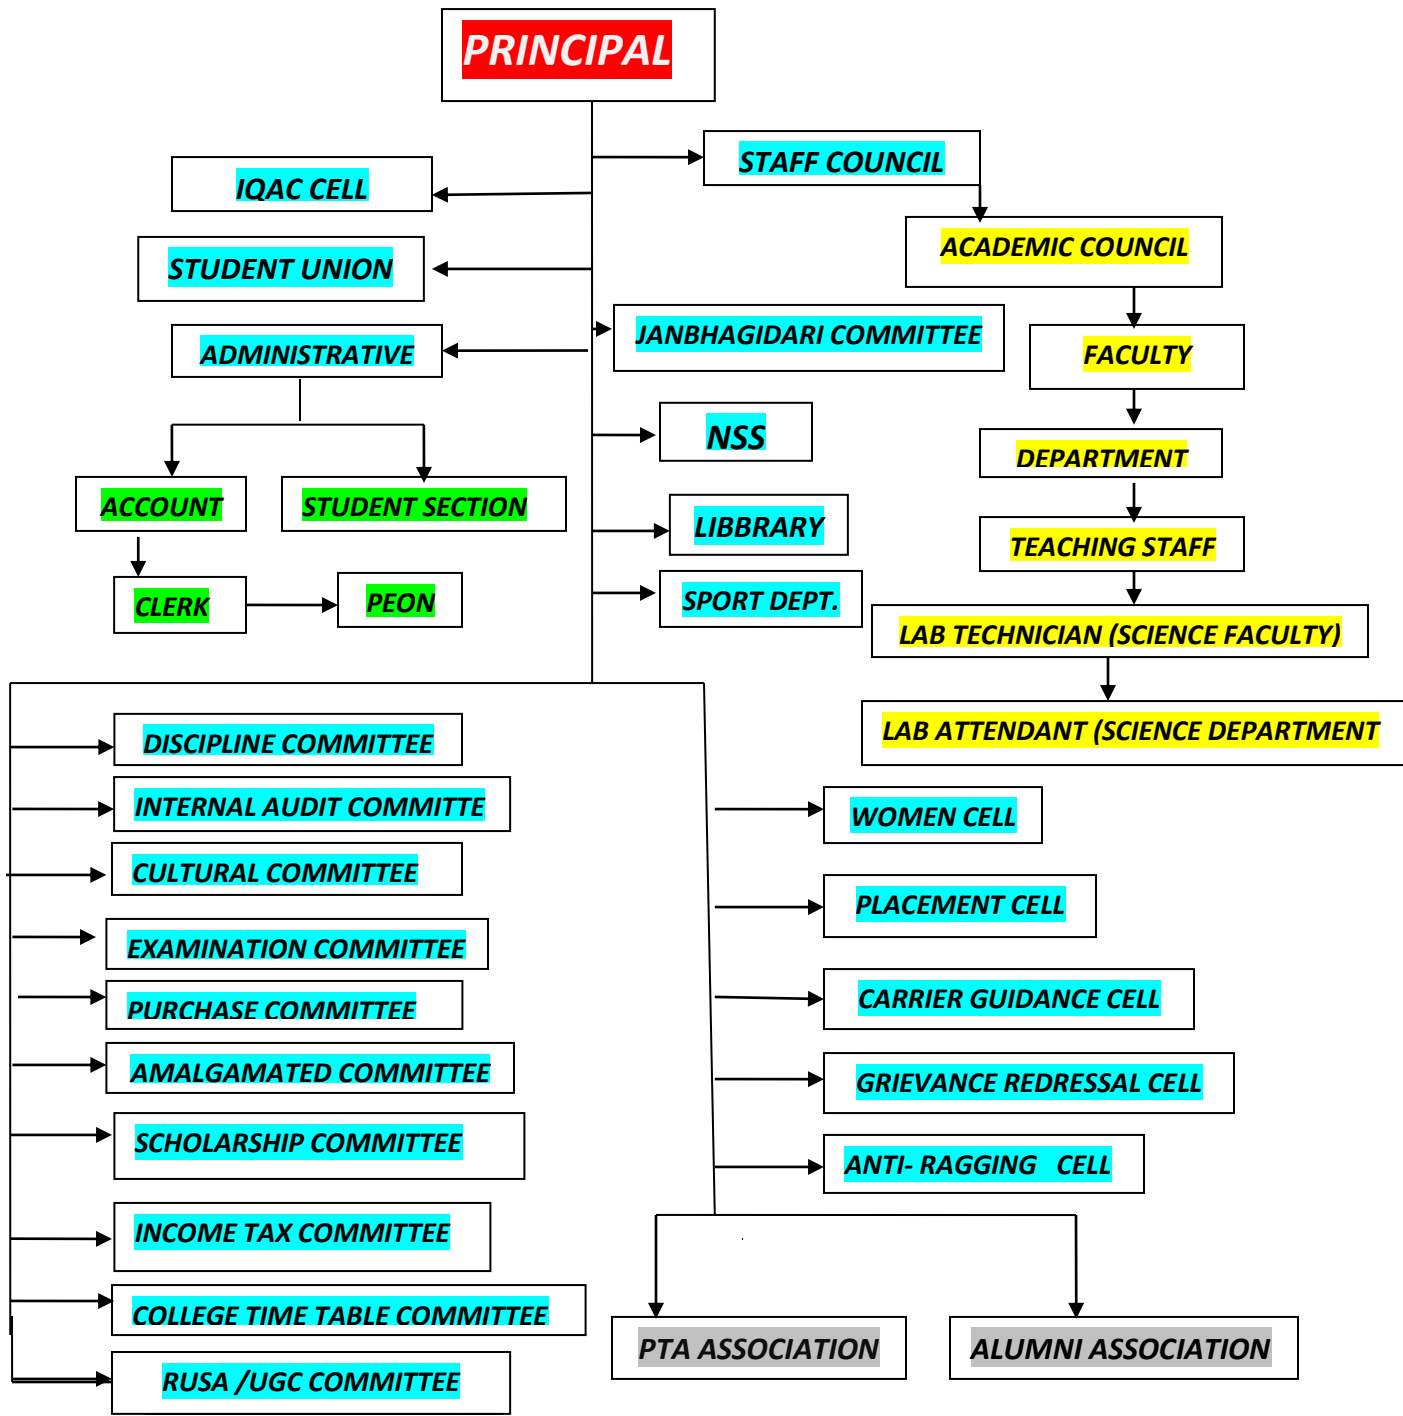 PRINCIPAL
STAFF COUNCIL
IQAC CELL
ACADEMIC COUNCIL
STUDENT UNION
JANBHAGIDARI COMMITTEE
ADMINISTRATIVE
FACULTY
NSS
DEPARTMENT
ACCOUNT
STUDENT SECTION
LIBBRARY
TEACHING STAFF
CLERK
PEON
SPORT DEPT.
LAB TECHNICIAN (SCIENCE FACULTY)
LAB ATTENDANT (SCIENCE DEPARTMENT
DISCIPLINE COMMITTEE
INTERNAL AUDIT COMMITTE
CULTURAL COMMITTEE
EXAMINATION COMMITTEE
PURCHASE COMMITTEE
AMALGAMATED COMMITTEE
SCHOLARSHIP COMMITTEE
INCOME TAX COMMITTEE
COLLEGE TIME TABLE COMMITTEE
RUSA /UGC COMMITTEE
WOMEN CELL
PLACEMENT CELL
CARRIER GUIDANCE CELL
GRIEVANCE REDRESSAL CELL
ANTI- RAGGING   CELL
PTA ASSOCIATION
ALUMNI ASSOCIATION